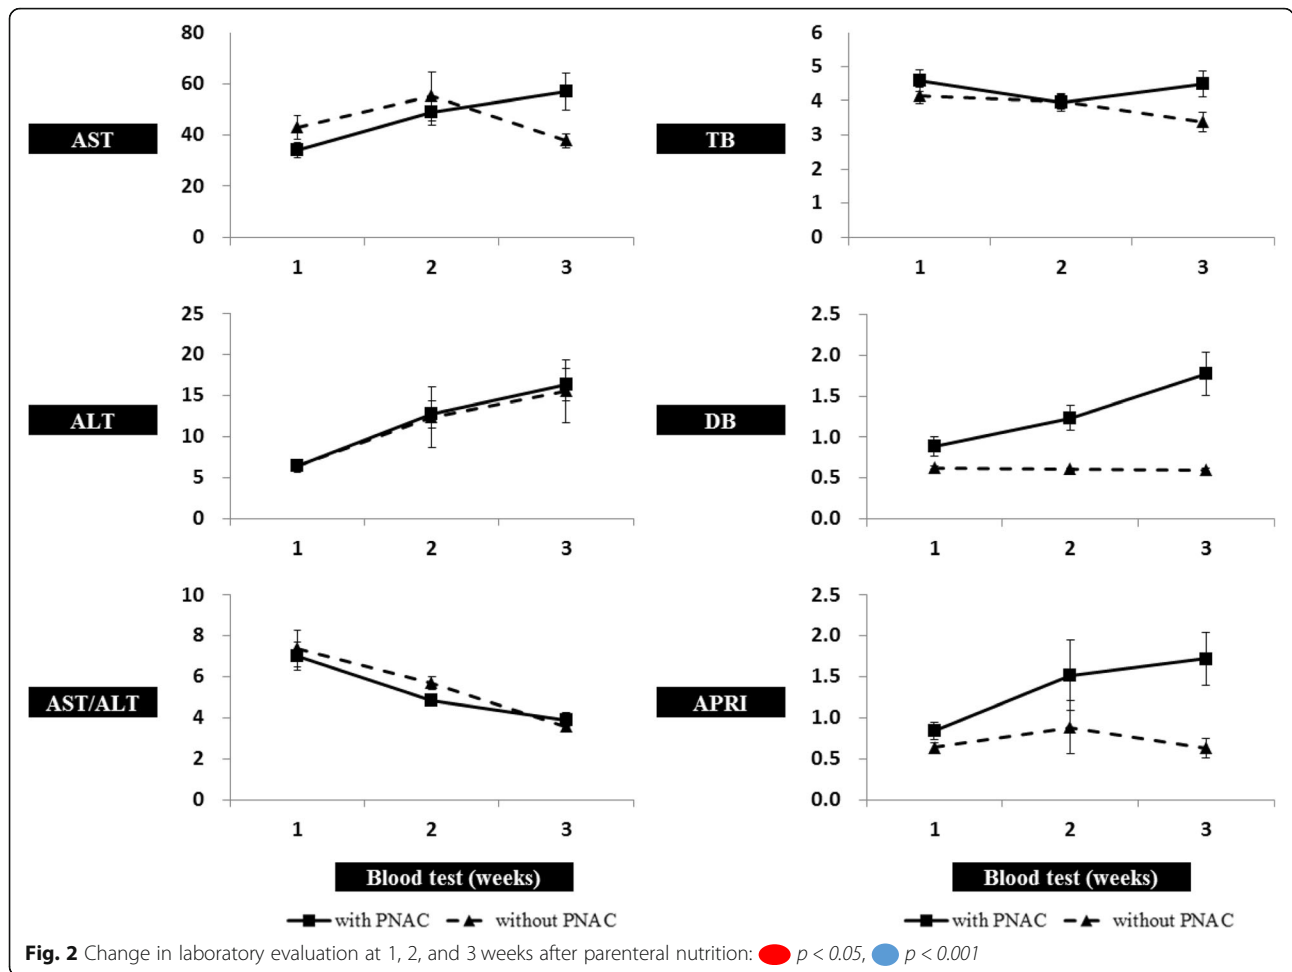 AST
80
60
40
20
0
1 2 3
TB
6
5
4
3
2
1
0
1 2 3
ALT
25
20
15
10
5
0
1 2 3
DB
2.5
2.0
1.5
1.0
0.5
0.0
1 2 3
AST/ALT
10
8
6
4
2
0
1 2 3
APRI
2.5
2.0
1.5
1.0
0.5
0.0
1 2 3
Blood test (weeks)
Blood test (weeks)
with PNAC without PNAC
with PNAC without PNAC
Fig. 2 Change in laboratory evaluation at 1, 2, and 3 weeks after parenteral nutrition: p < 0.05, p < 0.001